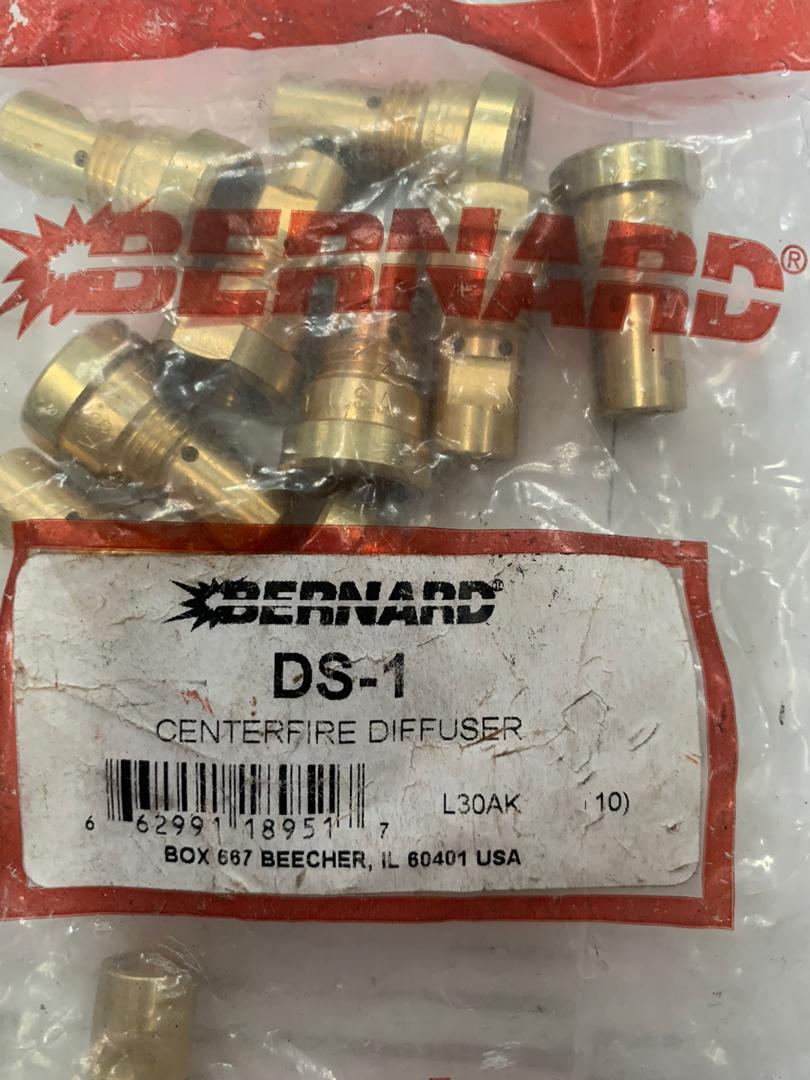 BERNARD®
U.S.A
BERNARD®
DS-1
CENTERFIRE DIFFUSER
L30AK 10)
6 62991 18951 7
BOX 667 BEECHER, IL 60401 USA